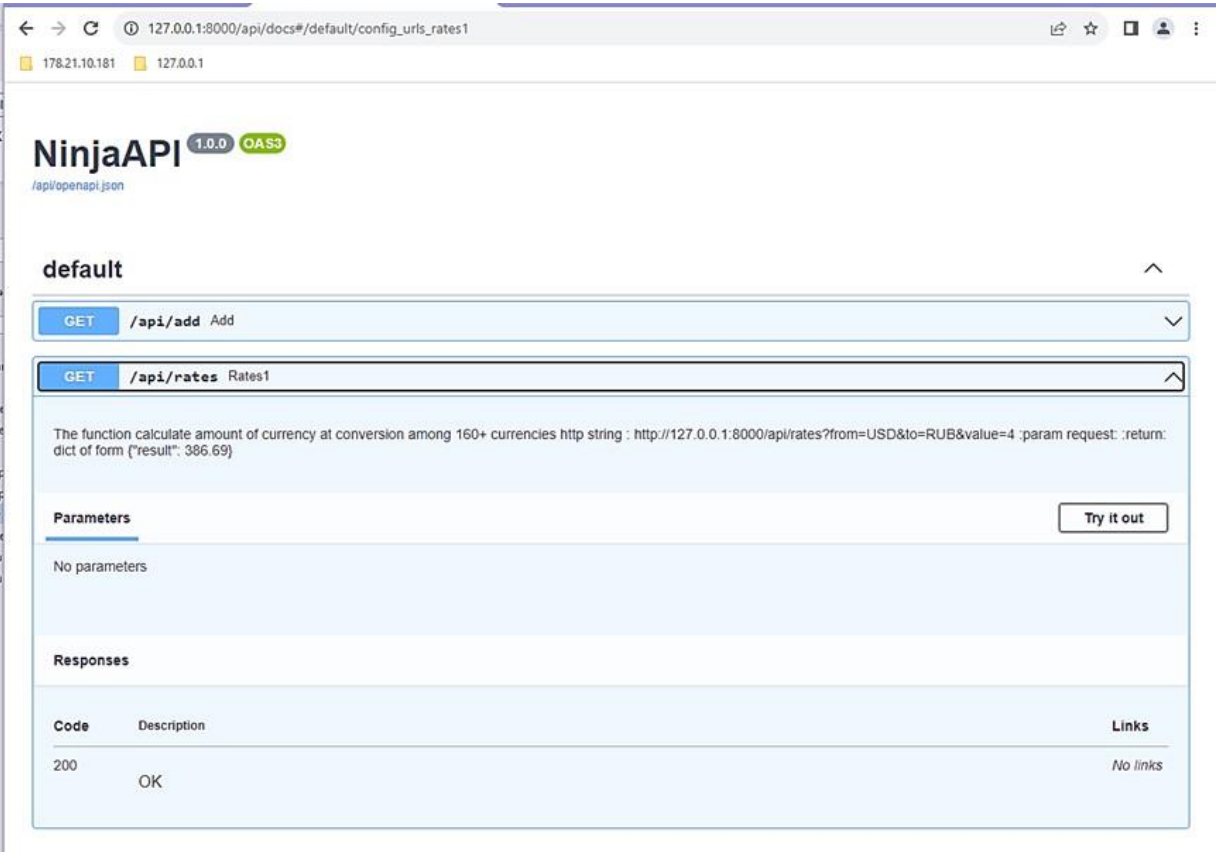 127.0.0.1:8000/api/docs#/default/config_urls_rates1
178.21.10.181 127.0.0.1
NinjaAPI 1.0.0 OAS3
/api/openapi.json
default
GET /api/add Add
GET /api/rates Rates1
The function calculate amount of currency at conversion among 160+ currencies http string : http://127.0.0.1:8000/api/rates?from=USD&to=RUB&value=4 :param request: :return:
dict of form {"result": 386.69}
Parameters Try it out
No parameters
Responses
Code Description Links
200 OK No links